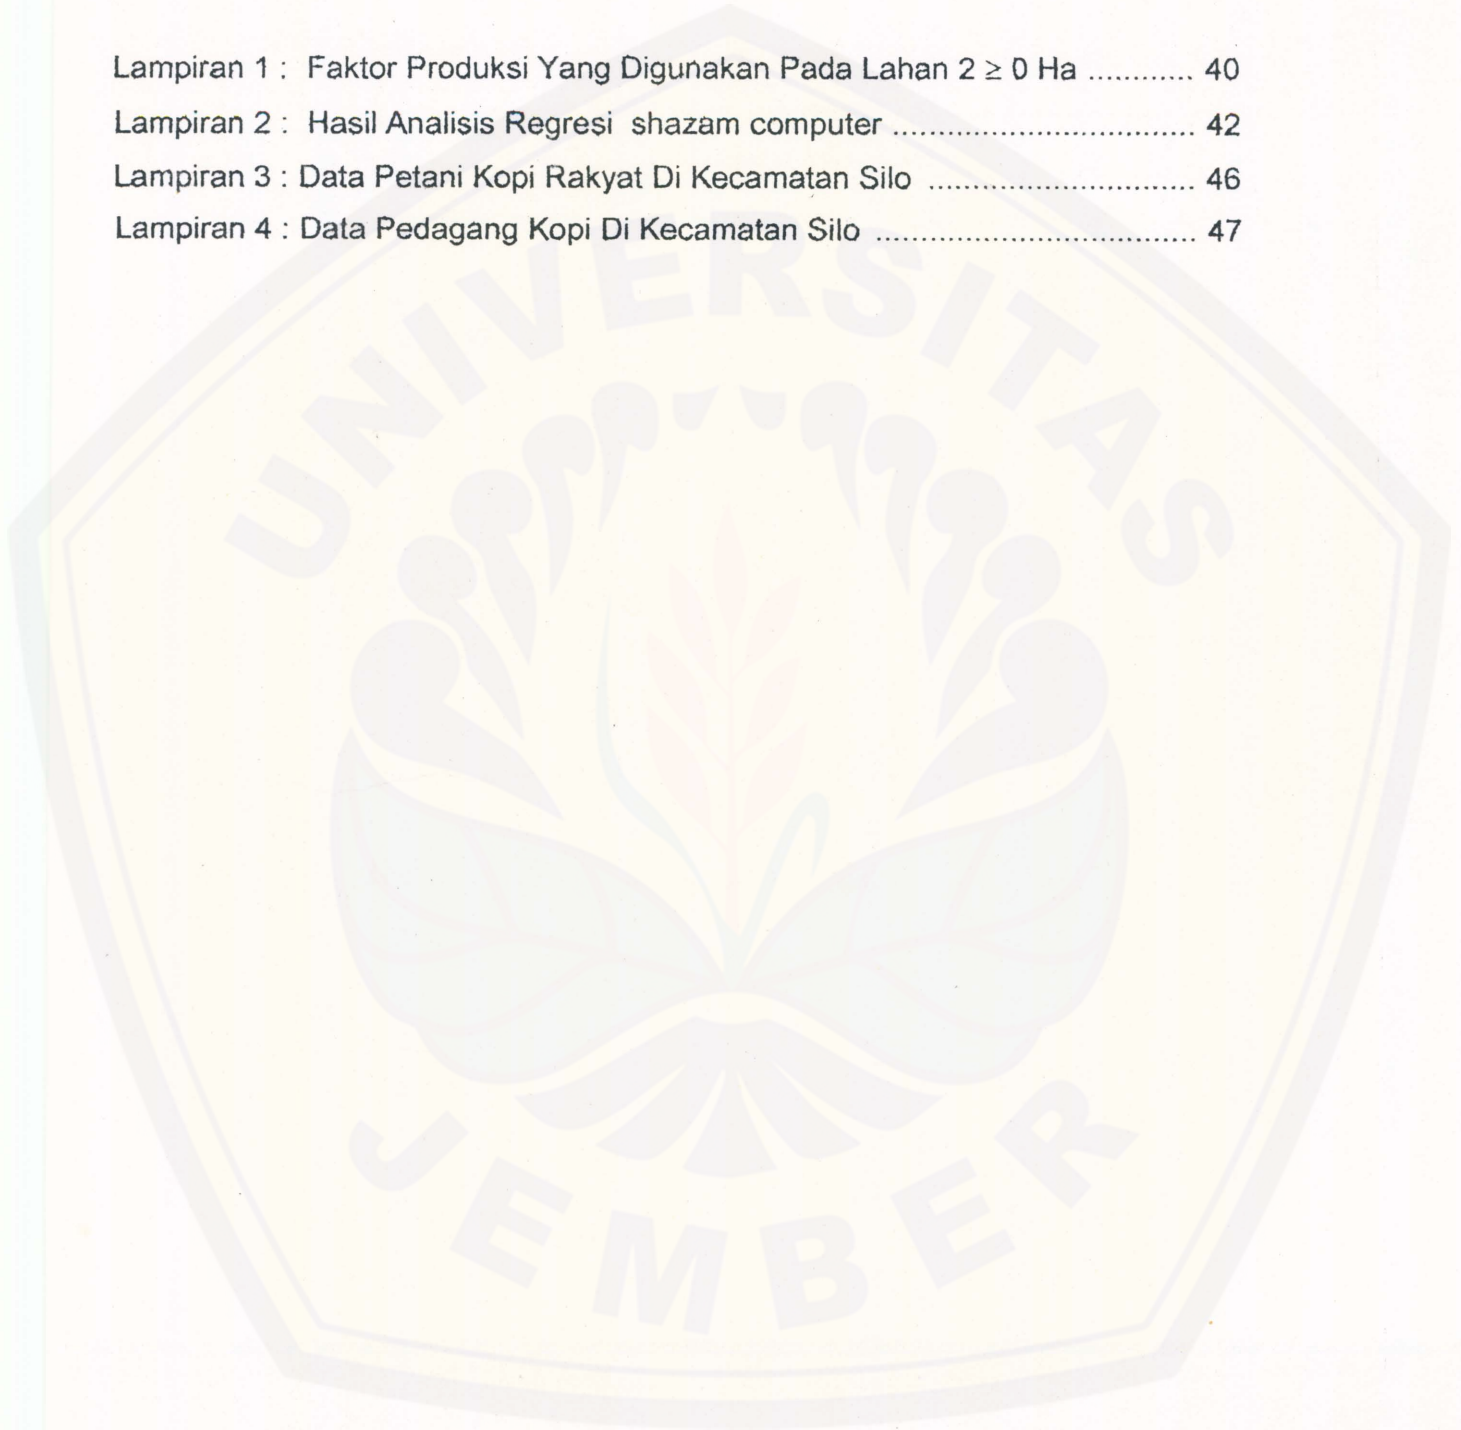 Lampiran 1 : Faktor Produksi Yang Digunakan Pada Lahan 2 ≥ 0 Ha ............ 40
Lampiran 2 : Hasil Analisis Regresi shazam computer ................................. 42
Lampiran 3 : Data Petani Kopi Rakyat Di Kecamatan Silo ............................. 46
Lampiran 4 : Data Pedagang Kopi Di Kecamatan Silo ................................... 47
UNIVERSITAS
JEMBER